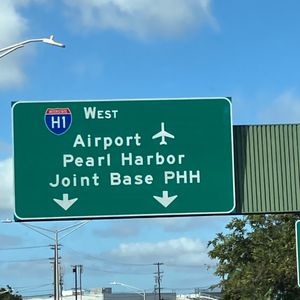 H1 West
Airport
Pearl Harbor
Joint Base PHH